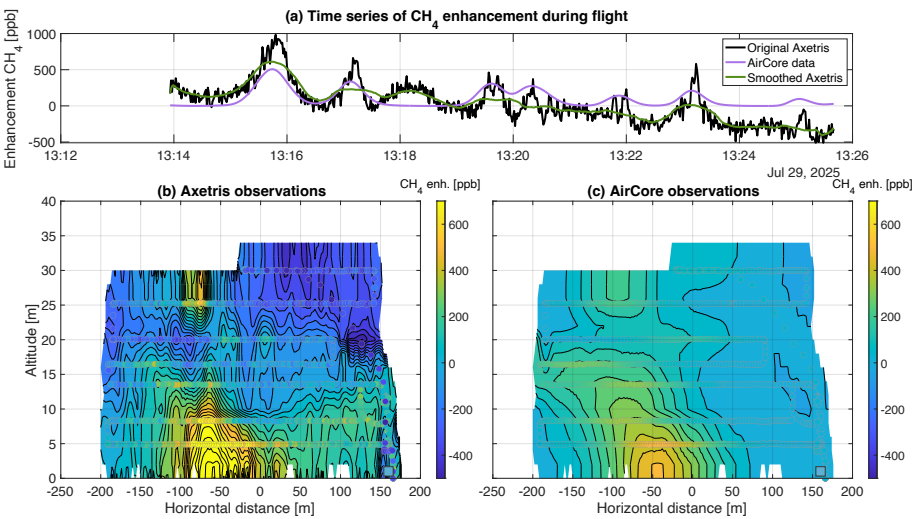 (a) Time series of CH4 enhancement during flight
Enhancement CH4 [ppb]
1000
500
0
-500
Original Axetris
AirCore data
Smoothed Axetris
13:12 13:14 13:16 13:18 13:20 13:22 13:24 13:26
Jul 29, 2025
(b) Axetris observations
CH4 enh. [ppb]
Altitude [m]
40
35
30
25
20
15
10
5
0
-250 -200 -150 -100 -50 0 50 100 150 200
Horizontal distance [m]
600
400
200
0
-200
-400
(c) AirCore observations
CH4 enh. [ppb]
-250 -200 -150 -100 -50 0 50 100 150 200
Horizontal distance [m]
600
400
200
0
-200
-400